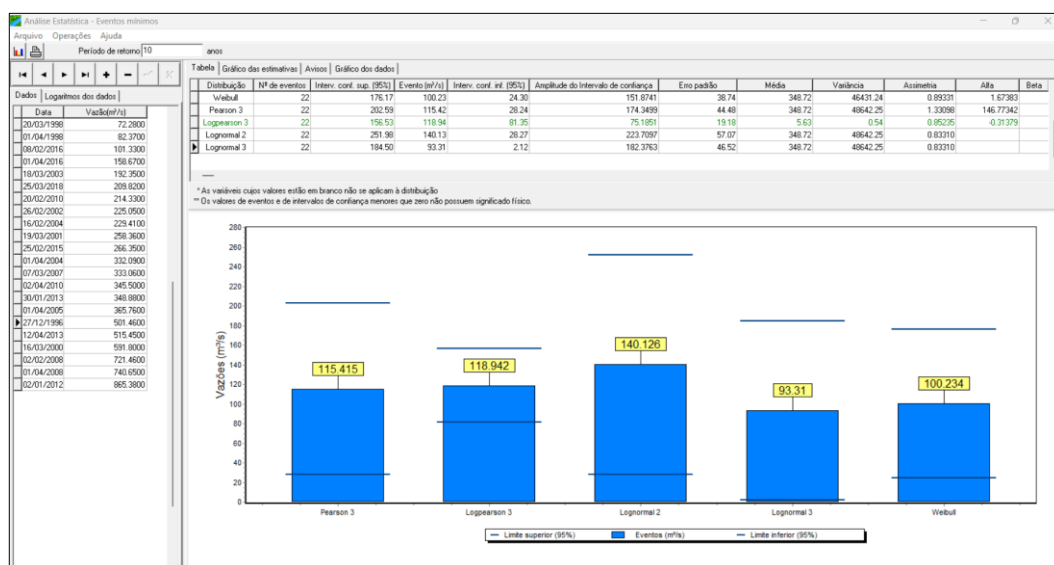 Análise Estatística - Eventos mínimos
Arquivo Operações Ajuda
Período de retorno 10 anos
Dados Logaritmos dos dados
Data Vazão(m³/s)
20/03/1998 72.2800
01/04/1998 82.3700
08/02/2016 101.3300
01/04/2016 158.6700
18/03/2003 192.3500
25/03/2018 209.8200
20/02/2010 214.3300
26/02/2002 225.0500
16/02/2004 229.4100
19/03/2001 258.3600
25/02/2015 266.3500
01/04/2004 332.0900
07/03/2007 333.0600
02/04/2010 345.5000
30/01/2013 348.8800
01/04/2005 365.7600
27/12/1996 501.4600
12/04/2013 515.4500
16/03/2000 591.8000
02/02/2008 721.4600
01/04/2008 740.6500
02/01/2012 865.3800
Tabela Gráfico das estimativas Avisos Gráfico dos dados
Distribuição Nº de eventos Interv. conf. sup. (95%) Evento (m³/s) Interv. conf. inf. (95%) Amplitude do Intervalo de confiança Erro padrão Média Variância Assimetria Alfa Beta
Weibull 22 176.17 100.23 24.30 151.8741 38.74 348.72 46431.24 0.89331 1.67383
Pearson 3 22 202.59 115.42 28.24 174.3499 44.48 348.72 48642.25 1.33098 146.77342
Logpearson 3 22 156.53 118.94 81.35 75.1851 19.18 5.63 0.54 0.85235 -0.31379
Lognormal 2 22 251.98 140.13 28.27 223.7097 57.07 348.72 48642.25 0.83310
Lognormal 3 22 184.50 93.31 2.12 182.3763 46.52 348.72 48642.25 0.83310
* As variáveis cujos valores estão em branco não se aplicam à distribuição
** Os valores de eventos e de intervalos de confiança menores que zero não possuem significado físico.
Vazões (m³/s)
280
260
240
220
200
180
160
140
120
100
80
60
40
20
0
115.415
118.942
140.126
93.31
100.234
Pearson 3 Logpearson 3 Lognormal 2 Lognormal 3 Weibull
Limite superior (95%) Eventos (m³/s) Limite inferior (95%)